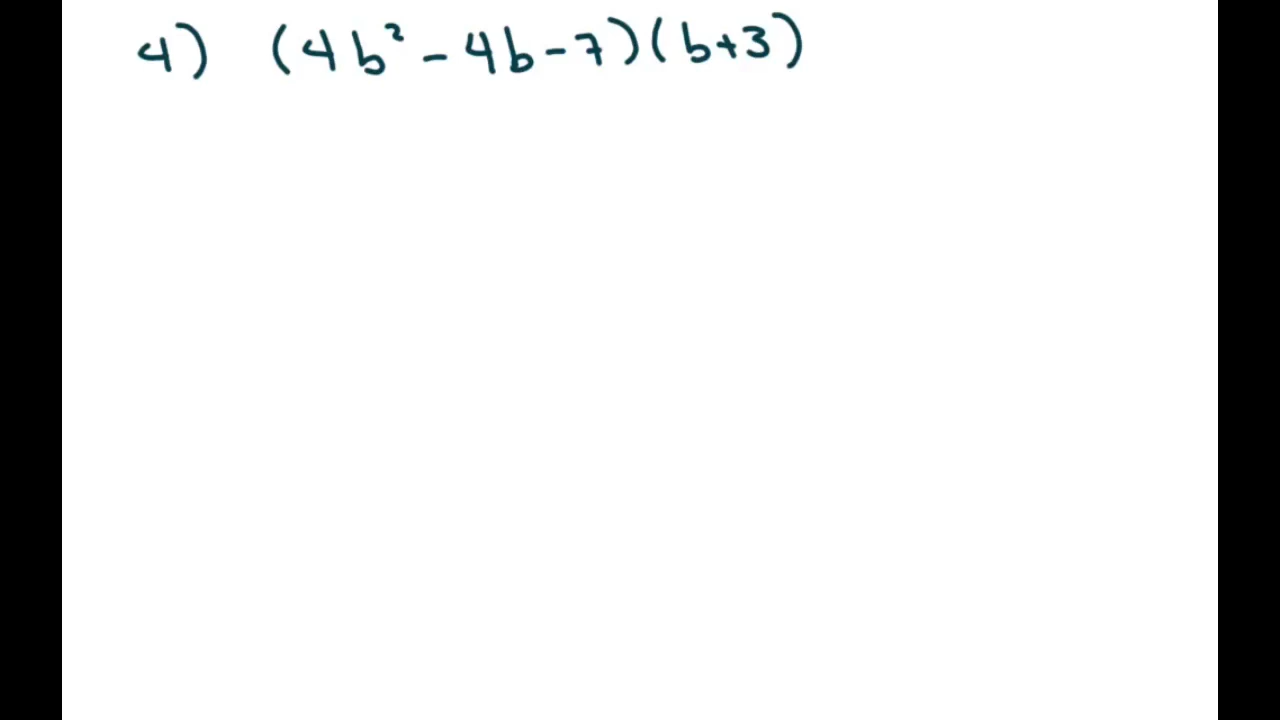 4) (4b² - 4b - 7)(b+3)